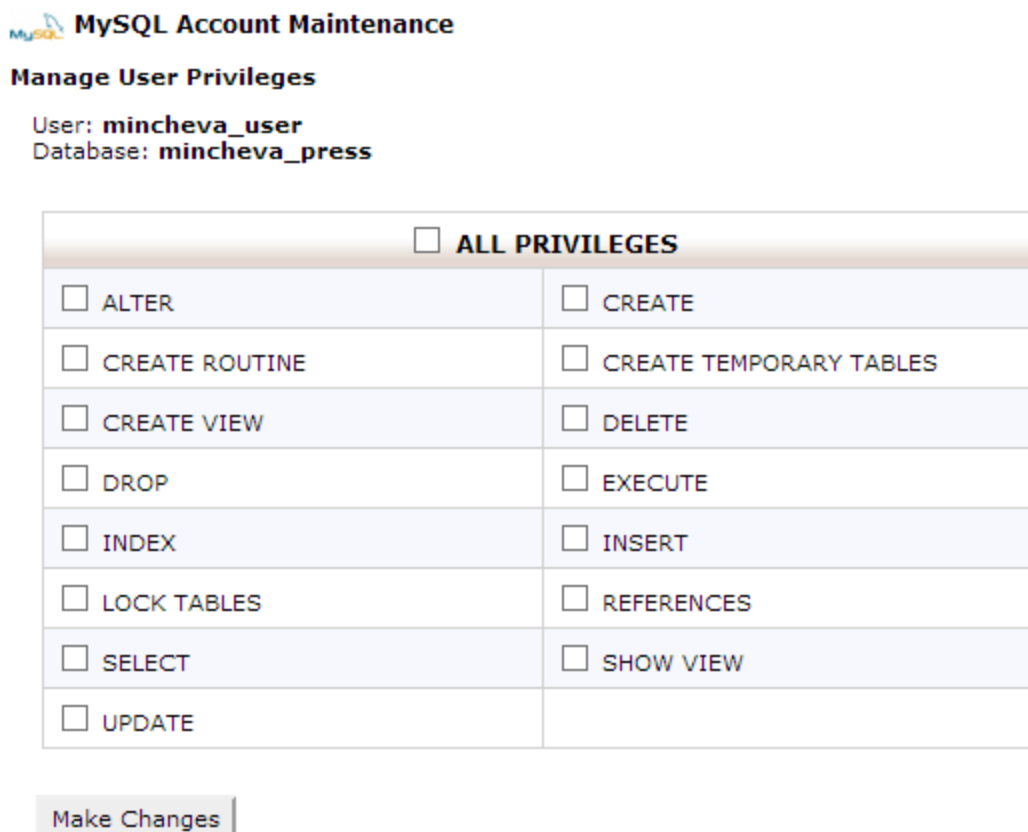 MySQL MySQL Account Maintenance
Manage User Privileges
User: mincheva_user
Database: mincheva_press
ALL PRIVILEGES
ALTER CREATE
CREATE ROUTINE CREATE TEMPORARY TABLES
CREATE VIEW DELETE
DROP EXECUTE
INDEX INSERT
LOCK TABLES REFERENCES
SELECT SHOW VIEW
UPDATE
Make Changes